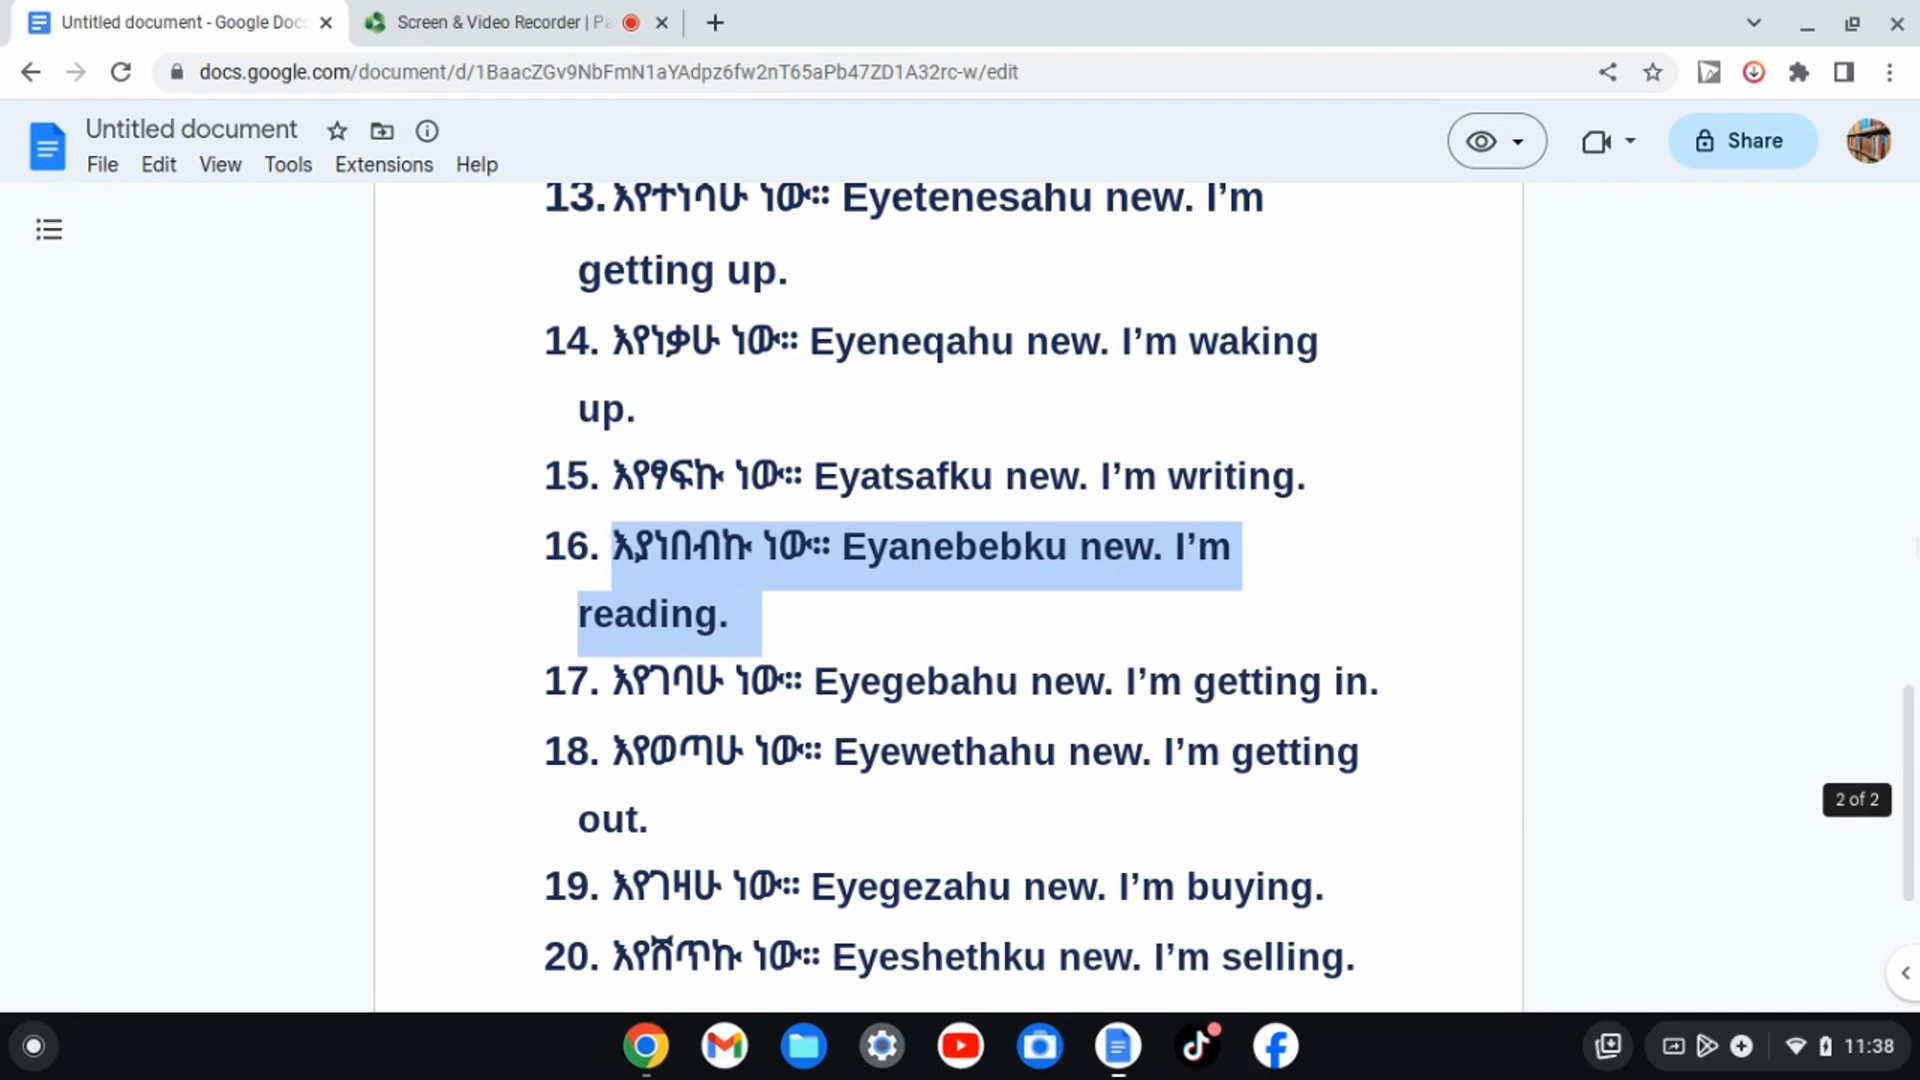 Untitled document - Google Doc
Screen & Video Recorder | Pa
docs.google.com/document/d/1BaacZGv9NbFmN1aYAdpz6fw2nT65aPb47ZD1A32rc-w/edit
Untitled document
File Edit View Tools Extensions Help
Share
13. እየተነሳሁ ነው። Eyetenesahu new. I’m
getting up.
14. እየነቃሁ ነው። Eyeneqahu new. I’m waking
up.
15. እየፃፍኩ ነው። Eyatsafku new. I’m writing.
16. እያነበብኩ ነው። Eyanebebku new. I’m
reading.
17. እየገባሁ ነው። Eyegebahu new. I’m getting in.
18. እየወጣሁ ነው። Eyewethahu new. I’m getting
out.
2 of 2
19. እየገዛሁ ነው። Eyegezahu new. I’m buying.
20. እየሸጥኩ ነው። Eyeshethku new. I’m selling.
11:38